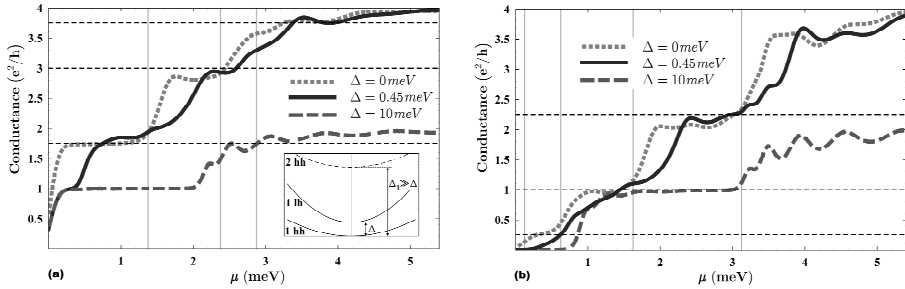 4
3.5
3
2.5
2
1.5
1
0.5
Conductance (e²/h)
Δ = 0meV
Δ = 0.45meV
Δ = 10meV
2 hh
1 lh
1 hh
Δ₁≫Δ
Δ
1 2 3 4 5
μ (meV)
(a)
4
3.5
3
2.5
2
1.5
1
0.5
Conductance (e²/h)
Δ = 0meV
Δ = 0.45meV
Δ = 10meV
1 2 3 4 5
μ (meV)
(b)